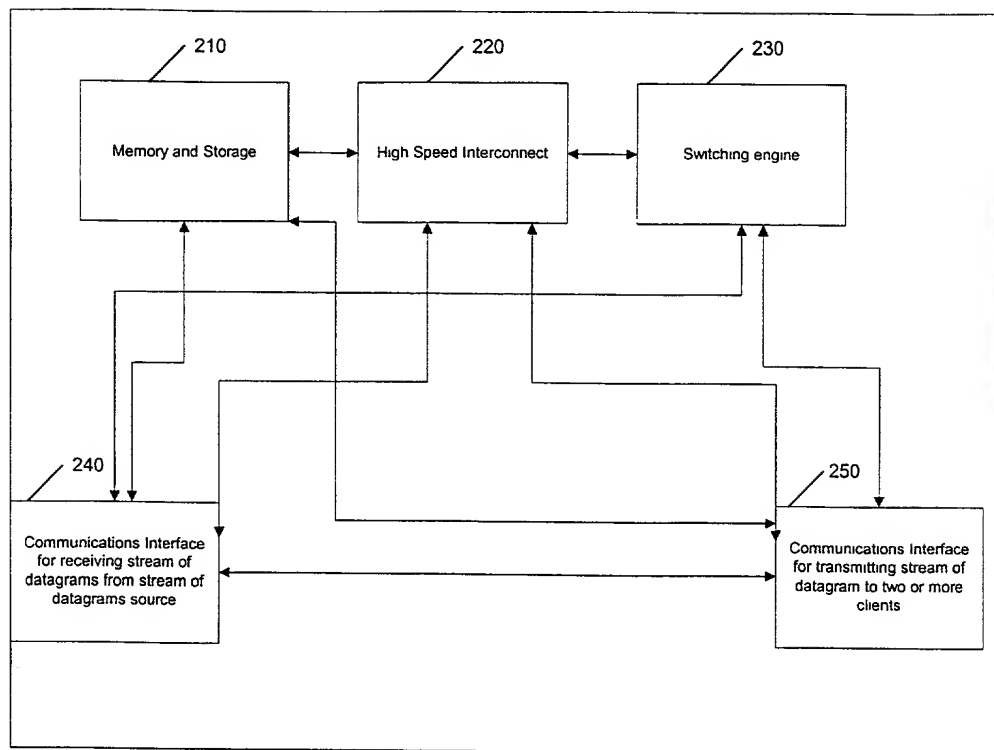 210
220
230
Memory and Storage
High Speed Interconnect
Switching engine
240
250
Communications Interface
for receiving stream of
datagrams from stream of
datagrams source
Communications Interface
for transmitting stream of
datagram to two or more
clients